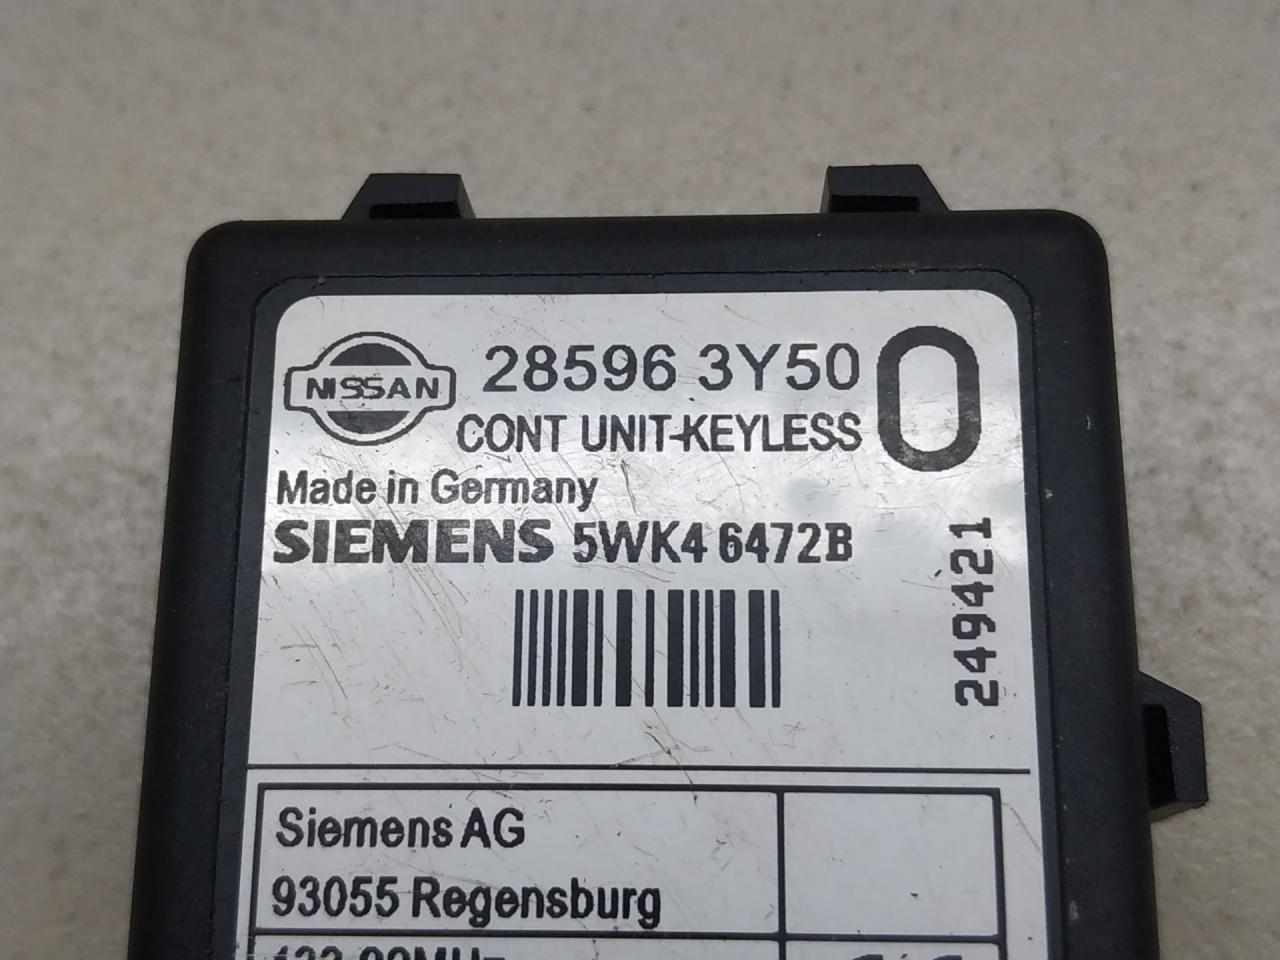 NISSAN
28596 3Y50 0
CONT UNIT-KEYLESS
Made in Germany
SIEMENS 5WK4 6472B
249421
Siemens AG
93055 Regensburg